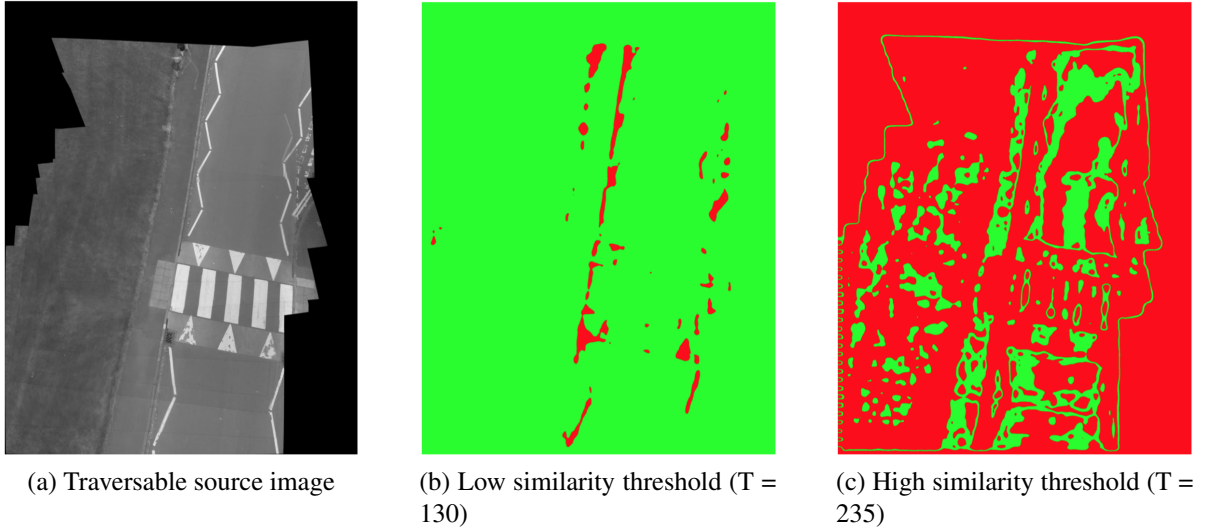 (a) Traversable source image
(b) Low similarity threshold (T =
130)
(c) High similarity threshold (T =
235)